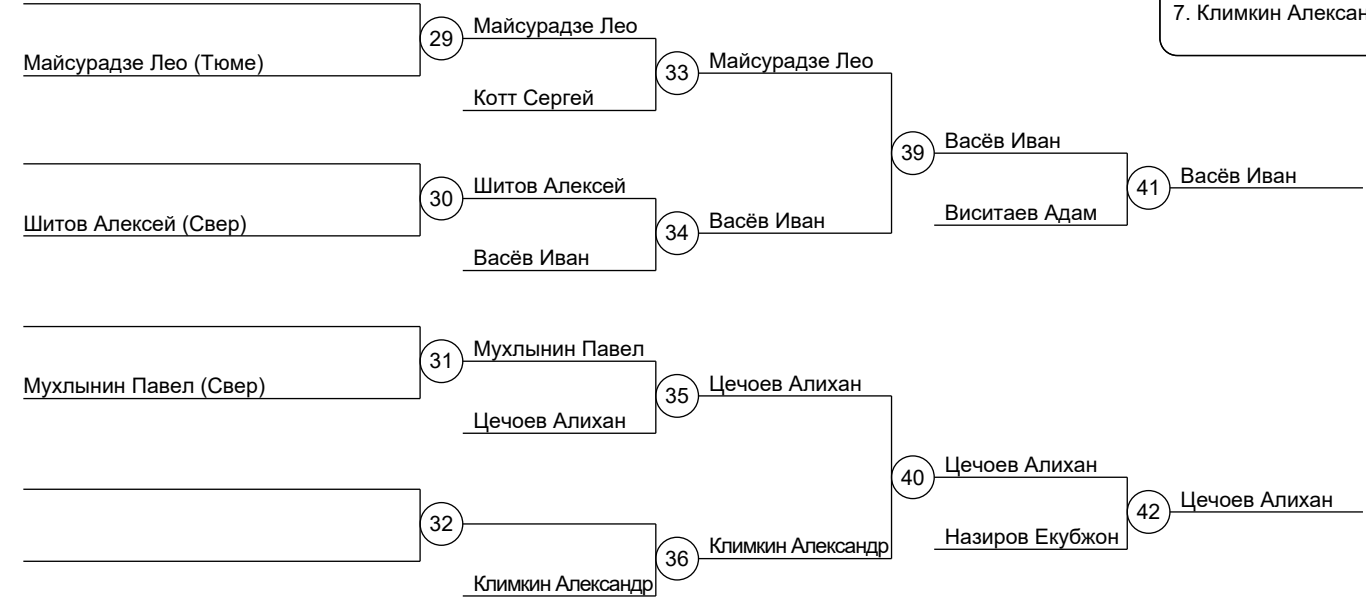 7. Климкин Алексан
29
Майсурадзе Лео
Майсурадзе Лео (Тюме)
33
Майсурадзе Лео
Котт Сергей
39
Васёв Иван
30
Шитов Алексей
41
Васёв Иван
Шитов Алексей (Свер)
34
Васёв Иван
Виситаев Адам
Васёв Иван
31
Мухлынин Павел
Мухлынин Павел (Свер)
35
Цечоев Алихан
Цечоев Алихан
40
Цечоев Алихан
32
42
Цечоев Алихан
36
Климкин Александр
Назиров Екубжон
Климкин Александр